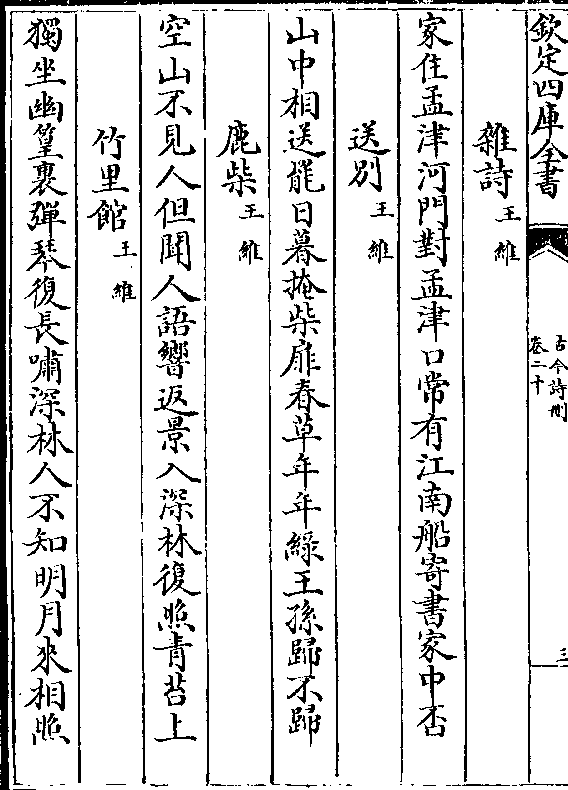 欽定四庫全書
古今詩刪
卷二十
雜詩 王維
家住孟津河門對孟津口常有江南船寄書家中否
送別 王維
山中相送罷日暮掩柴扉春草年年綠王孫歸不歸
鹿柴 王維
空山不見人但聞人語響返景入深林復照青苔上
竹里館 王維
獨坐幽篁裏彈琴復長嘯深林人不知明月來相照